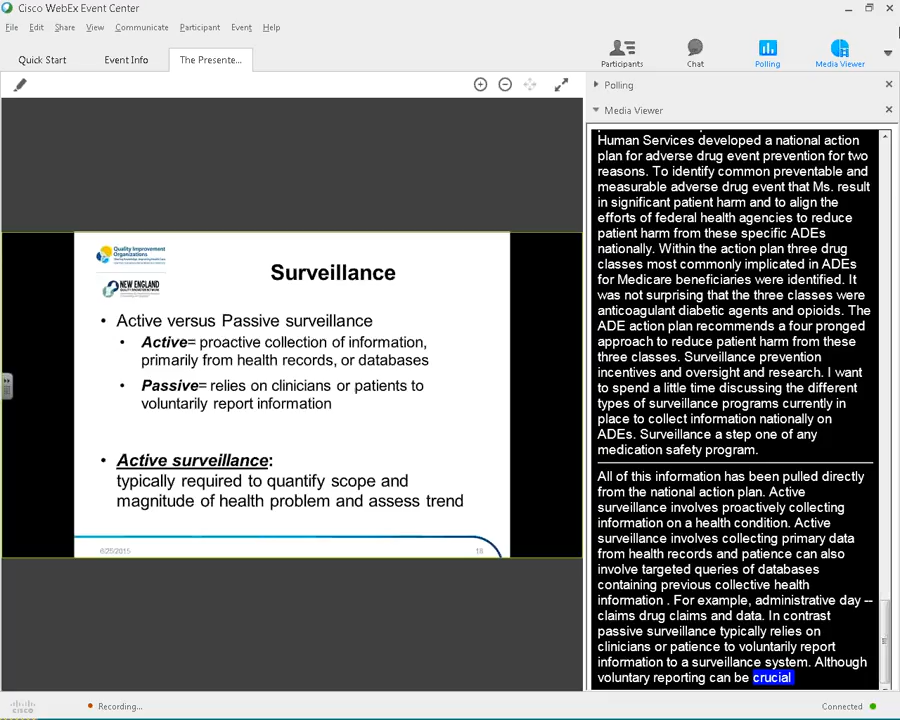 Cisco WebEx Event Center
File Edit Share View Communicate Participant Event Help
Quick Start Event Info The Presente...
Participants Chat Polling Media Viewer
Polling
Media Viewer
Quality Improvement
Organizations
NEW ENGLAND
Surveillance
• Active versus Passive surveillance
• Active= proactive collection of information,
primarily from health records, or databases
• Passive= relies on clinicians or patients to
voluntarily report information
• Active surveillance:
typically required to quantify scope and
magnitude of health problem and assess trend
6/25/2015 18
Human Services developed a national action
plan for adverse drug event prevention for two
reasons. To identify common preventable and
measurable adverse drug event that Ms. result
in significant patient harm and to align the
efforts of federal health agencies to reduce
patient harm from these specific ADEs
nationally. Within the action plan three drug
classes most commonly implicated in ADEs
for Medicare beneficiaries were identified. It
was not surprising that the three classes were
anticoagulant diabetic agents and opioids. The
ADE action plan recommends a four pronged
approach to reduce patient harm from these
three classes. Surveillance prevention
incentives and oversight and research. I want
to spend a little time discussing the different
types of surveillance programs currently in
place to collect information nationally on
ADEs. Surveillance a step one of any
medication safety program.
All of this information has been pulled directly
from the national action plan. Active
surveillance involves proactively collecting
information on a health condition. Active
surveillance involves collecting primary data
from health records and patience can also
involve targeted queries of databases
containing previous collective health
information . For example, administrative day --
claims drug claims and data. In contrast
passive surveillance typically relies on
clinicians or patience to voluntarily report
information to a surveillance system. Although
voluntary reporting can be crucial
CISCO
Recording...
Connected